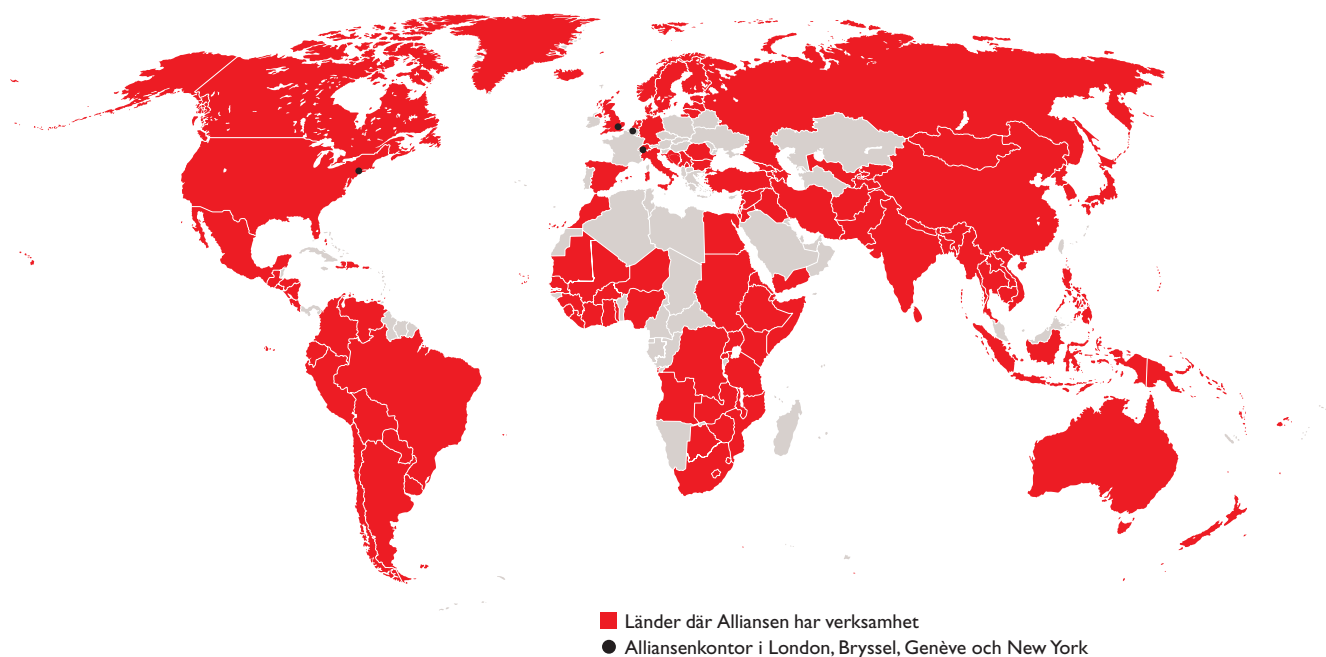 Länder där Alliansen har verksamhet
Alliansenkontor i London, Bryssel, Genève och New York